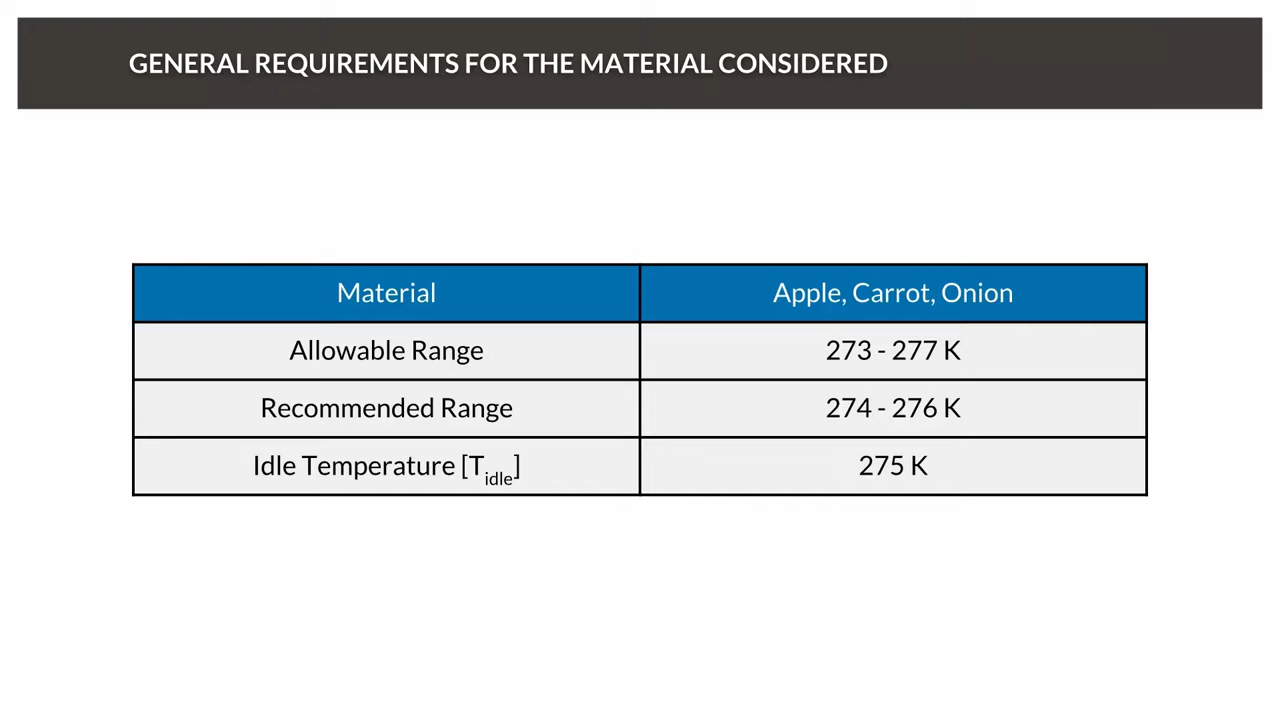 GENERAL REQUIREMENTS FOR THE MATERIAL CONSIDERED
Material Apple, Carrot, Onion
Allowable Range 273 - 277 K
Recommended Range 274 - 276 K
Idle Temperature [Tidle] 275 K